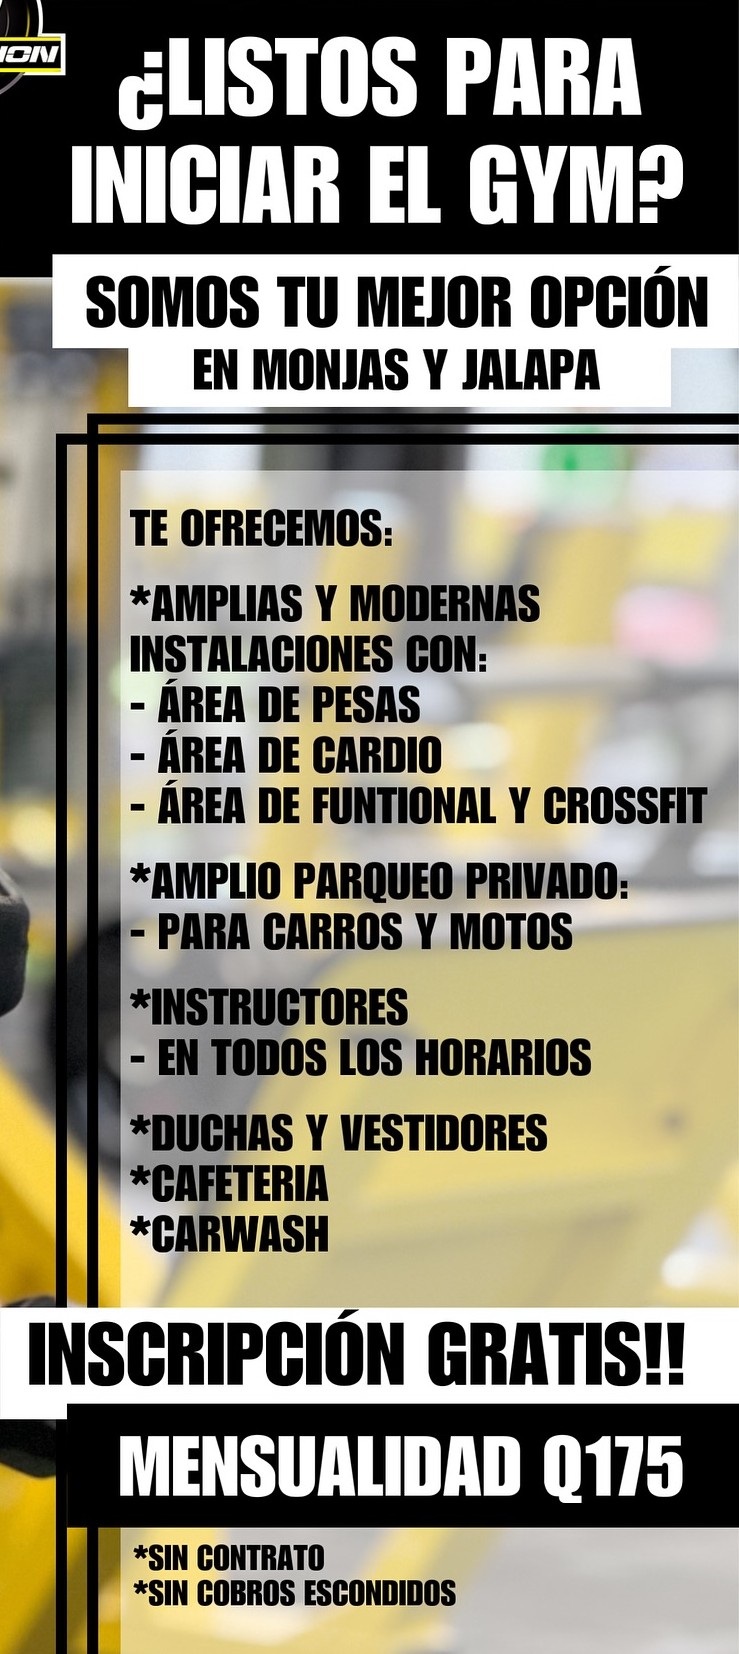 ¿LISTOS PARA
INICIAR EL GYM?
SOMOS TU MEJOR OPCIÓN
EN MONJAS Y JALAPA
TE OFRECEMOS:
*AMPLIAS Y MODERNAS
INSTALACIONES CON:
- ÁREA DE PESAS
- ÁREA DE CARDIO
- ÁREA DE FUNTIONAL Y CROSSFIT
*AMPLIO PARQUEO PRIVADO:
- PARA CARROS Y MOTOS
*INSTRUCTORES
- EN TODOS LOS HORARIOS
*DUCHAS Y VESTIDORES
*CAFETERIA
*CARWASH
INSCRIPCIÓN GRATIS!!
MENSUALIDAD Q175
*SIN CONTRATO
*SIN COBROS ESCONDIDOS